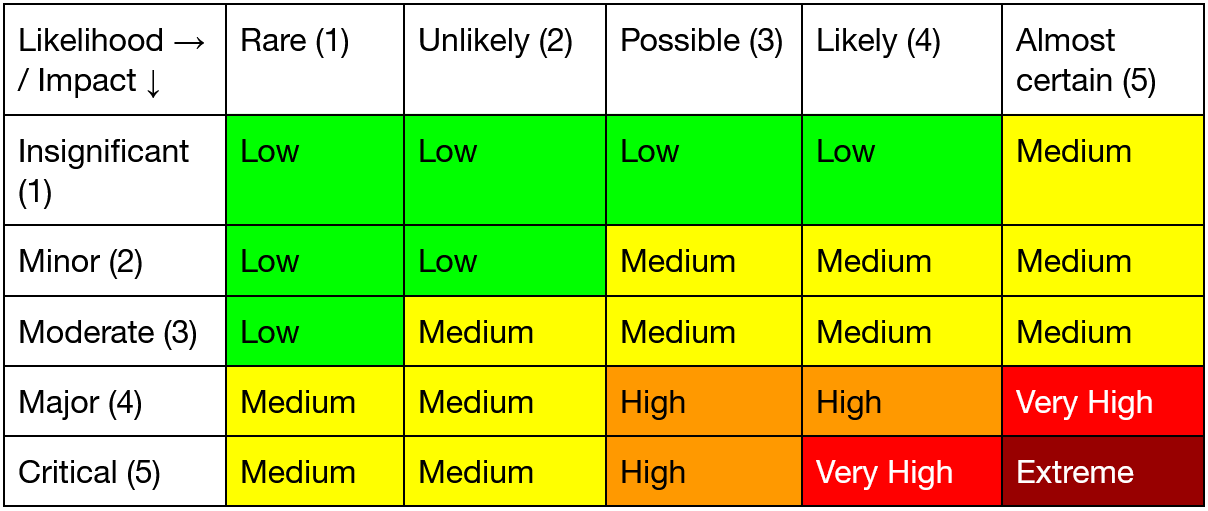 Likelihood → Rare (1) Unlikely (2) Possible (3) Likely (4) Almost
/ Impact ↓ certain (5)
Insignificant Low Low Low Low Medium
(1)
Minor (2) Low Low Medium Medium Medium
Moderate (3) Low Medium Medium Medium Medium
Major (4) Medium Medium High High Very High
Critical (5) Medium Medium High Very High Extreme